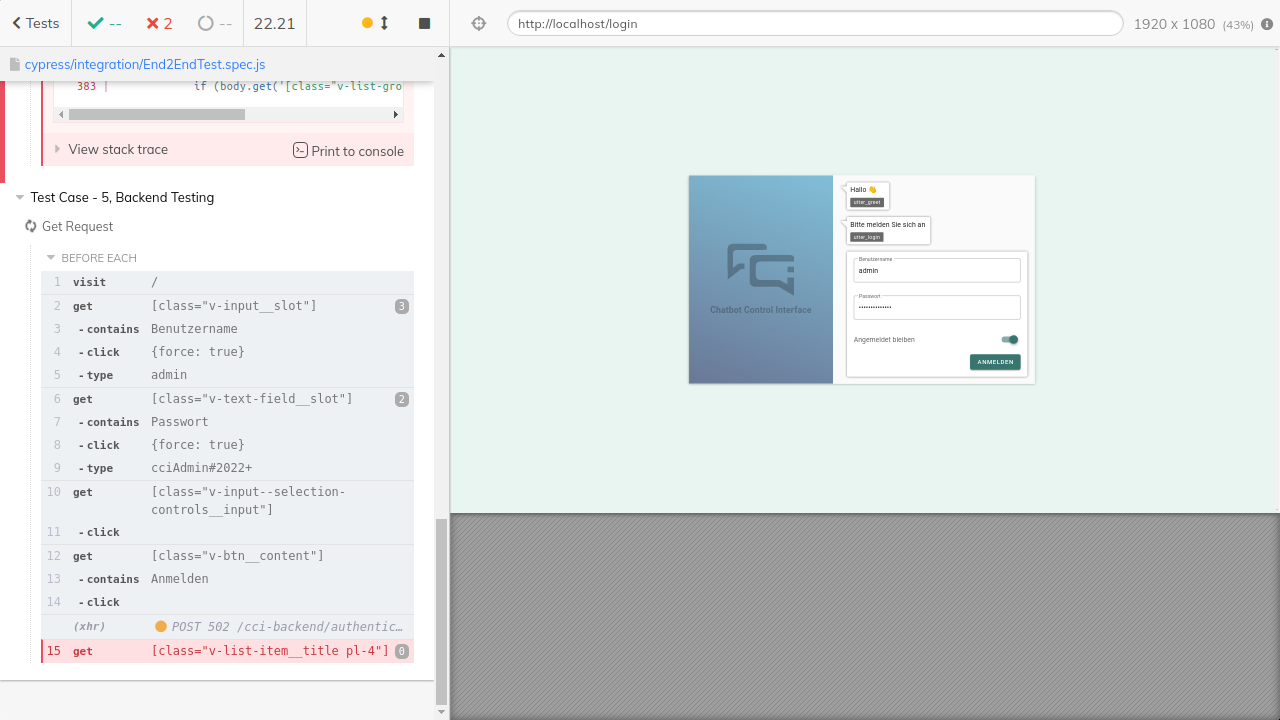 Tests
--
2
--
22.21
http://localhost/login
1920 x 1080 (43%)
cypress/integration/End2EndTest.spec.js
383 | if (body.get('[class="v-list-gro
View stack trace
Print to console
Test Case - 5, Backend Testing
Get Request
BEFORE EACH
1 visit /
2 get [class="v-input__slot"] 3
3 -contains Benutzername
4 -click {force: true}
5 -type admin
6 get [class="v-text-field__slot"] 2
7 -contains Passwort
8 -click {force: true}
9 -type cciAdmin#2022+
10 get [class="v-input--selection-
controls__input"]
11 -click
12 get [class="v-btn__content"]
13 -contains Anmelden
14 -click
(xhr) POST 502 /cci-backend/authentic…
15 get [class="v-list-item__title pl-4"] 0
Chatbot Control Interface
Hallo 👋
utter_greet
Bitte melden Sie sich an
utter_login
Benutzername
admin
Passwort
••••••••••••••
Angemeldet bleiben
ANMELDEN